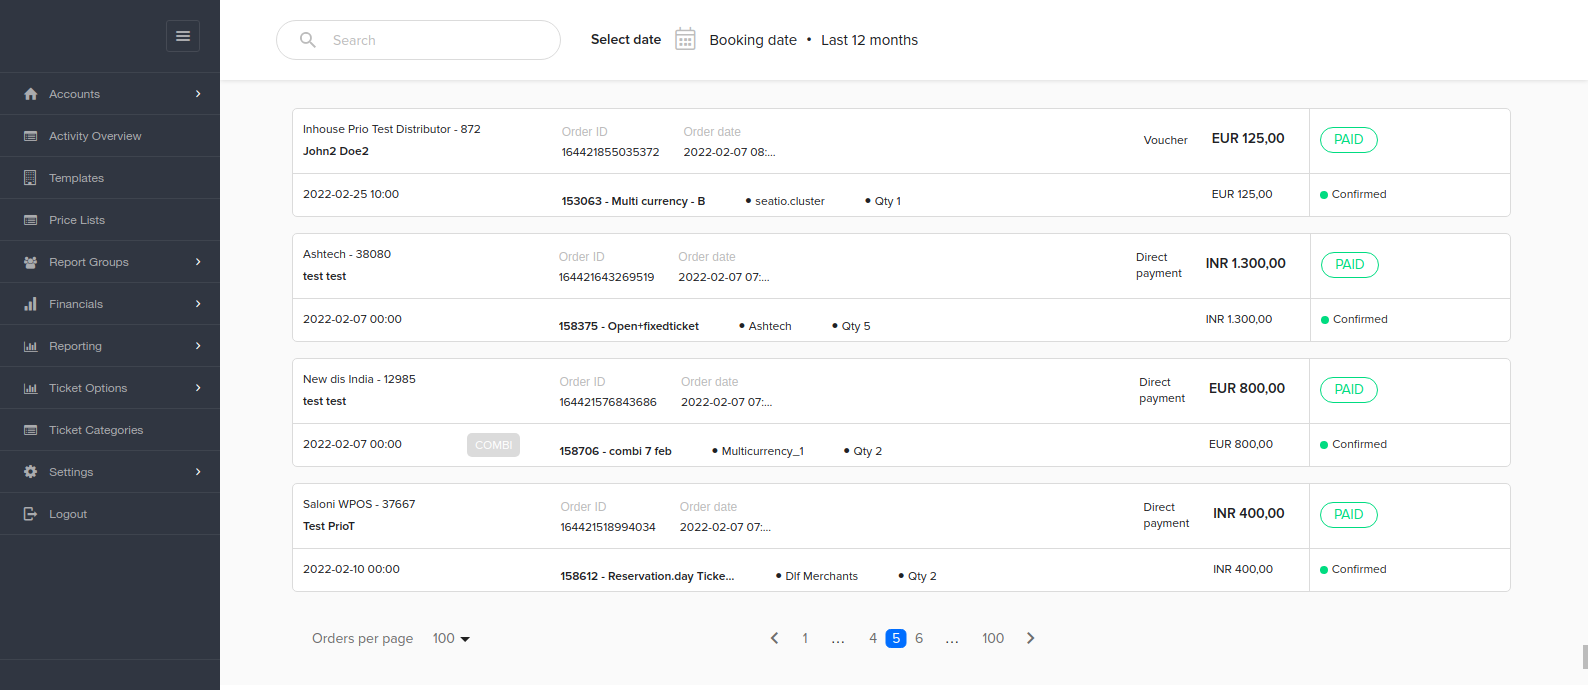 Search
Select date
Booking date • Last 12 months
Accounts
Activity Overview
Templates
Price Lists
Report Groups
Financials
Reporting
Ticket Options
Ticket Categories
Settings
Logout
Inhouse Prio Test Distributor - 872
John2 Doe2
Order ID
164421855035372
Order date
2022-02-07 08:...
Voucher
EUR 125,00
PAID
2022-02-25 10:00
153063 - Multi currency - B
• seatio.cluster
• Qty 1
EUR 125,00
Confirmed
Ashtech - 38080
test test
Order ID
164421643269519
Order date
2022-02-07 07:...
Direct
payment
INR 1.300,00
PAID
2022-02-07 00:00
158375 - Open+fixedticket
• Ashtech
• Qty 5
INR 1.300,00
Confirmed
New dis India - 12985
test test
Order ID
164421576843686
Order date
2022-02-07 07:...
Direct
payment
EUR 800,00
PAID
2022-02-07 00:00
COMBI
158706 - combi 7 feb
• Multicurrency_1
• Qty 2
EUR 800,00
Confirmed
Saloni WPOS - 37667
Test PrioT
Order ID
164421518994034
Order date
2022-02-07 07:...
Direct
payment
INR 400,00
PAID
2022-02-10 00:00
158612 - Reservation.day Ticke...
• Dlf Merchants
• Qty 2
INR 400,00
Confirmed
Orders per page 100
1 ... 4 5 6 ... 100